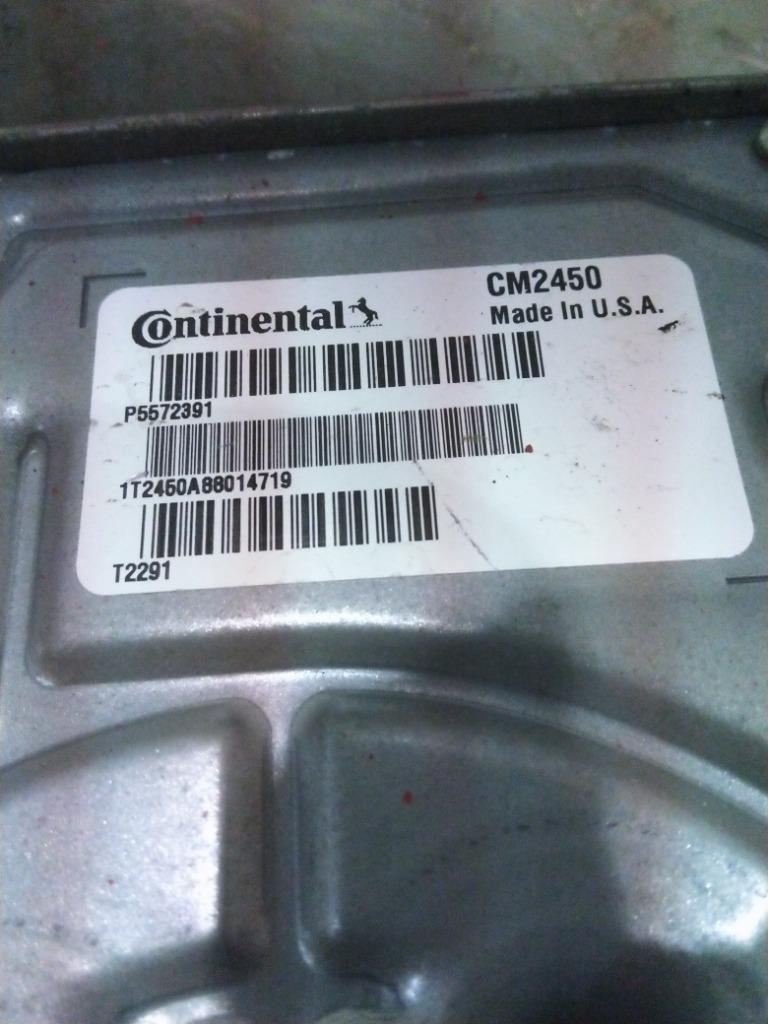 Continental
CM2450
Made In U.S.A.
P5572391
1T2450A88014719
T2291